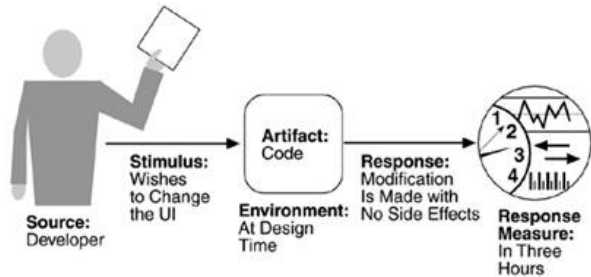 Source:
Developer
Stimulus:
Wishes
to Change
the UI
Artifact:
Code
Environment:
At Design
Time
Response:
Modification
Is Made with
No Side Effects
1
2
3
4
Response
Measure:
In Three
Hours